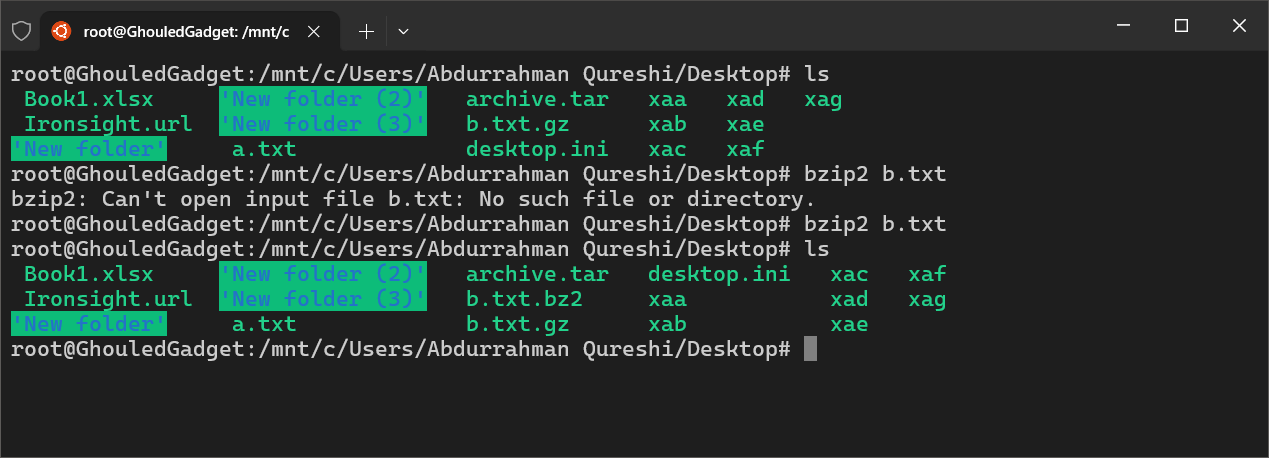 root@GhouledGadget: /mnt/c
root@GhouledGadget:/mnt/c/Users/Abdurrahman Qureshi/Desktop# ls
Book1.xlsx 'New folder (2)' archive.tar xaa xad xag
Ironsight.url 'New folder (3)' b.txt.gz xab xae
'New folder' a.txt desktop.ini xac xaf
root@GhouledGadget:/mnt/c/Users/Abdurrahman Qureshi/Desktop# bzip2 b.txt
bzip2: Can't open input file b.txt: No such file or directory.
root@GhouledGadget:/mnt/c/Users/Abdurrahman Qureshi/Desktop# bzip2 b.txt
root@GhouledGadget:/mnt/c/Users/Abdurrahman Qureshi/Desktop# ls
Book1.xlsx 'New folder (2)' archive.tar desktop.ini xac xaf
Ironsight.url 'New folder (3)' b.txt.bz2 xaa xad xag
'New folder' a.txt b.txt.gz xab xae
root@GhouledGadget:/mnt/c/Users/Abdurrahman Qureshi/Desktop#